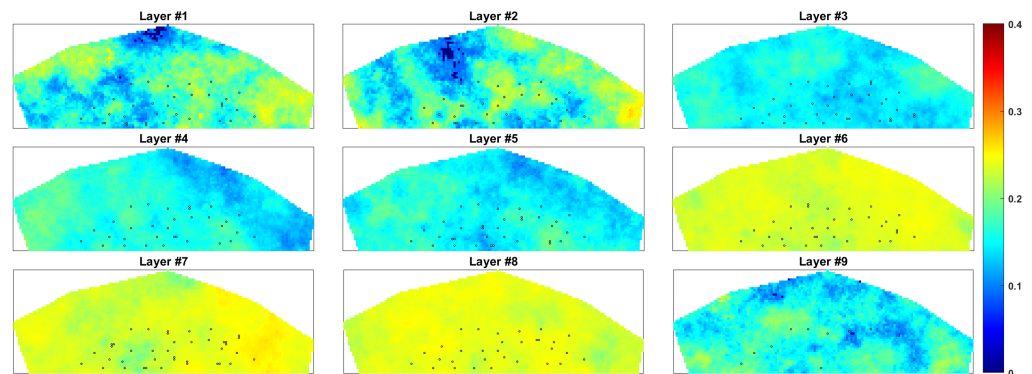 Layer #1
Layer #2
Layer #3
0.4
0.3
Layer #4
Layer #5
Layer #6
0.2
Layer #7
Layer #8
Layer #9
0.1
0